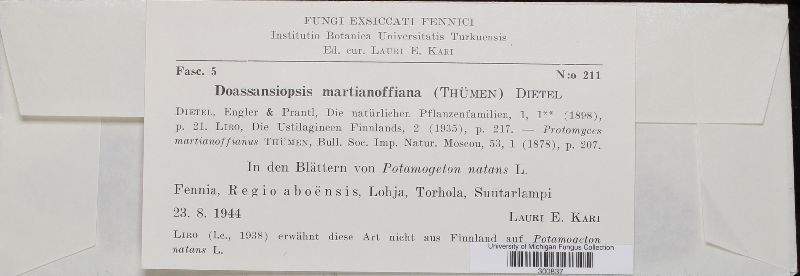 FUNGI EXSICCATI FENNICI
Instituto Botanica Universitatis Turkuensis
Ed. cur. LAURI E. KARI
Fasc. 5 N:o 211
Doassansiopsis martianoffiana (THÜMEN) DIETEL
DIETEL, Engler & Prantl, Die natürlichen Pflanzenfamilien, 1, 1** (1898),
p. 21. LIRO, Die Ustilagineen Finnlands, 2 (1935), p. 217. — Protomyces
martianoffianus THÜMEN, Bull. Soc. Imp. Natur. Moscou, 53, 1 (1878), p. 207.
In den Blättern von Potamogeton natans L.
Fennia, Regio aboënsis, Lohja, Torhola, Suntarlampi
23. 8. 1944 LAURI E. KARI
LIRO (l.c., 1938) erwähnt diese Art nicht aus Finnland auf Potamogeton
natans L.
University of Michigan Fungus Collection
300837